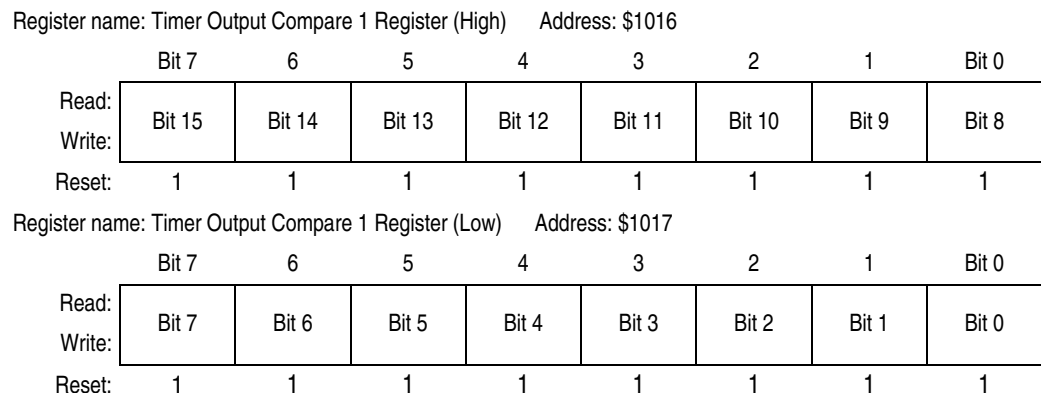 Register name: Timer Output Compare 1 Register (High) Address: $1016
Bit 7 6 5 4 3 2 1 Bit 0
Read:
Bit 15 Bit 14 Bit 13 Bit 12 Bit 11 Bit 10 Bit 9 Bit 8
Write:
Reset: 1 1 1 1 1 1 1 1
Register name: Timer Output Compare 1 Register (Low) Address: $1017
Bit 7 6 5 4 3 2 1 Bit 0
Read:
Bit 7 Bit 6 Bit 5 Bit 4 Bit 3 Bit 2 Bit 1 Bit 0
Write:
Reset: 1 1 1 1 1 1 1 1